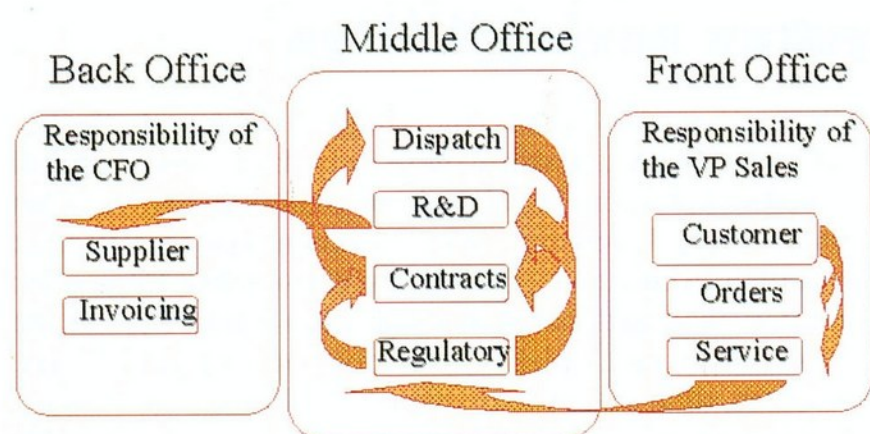 Back Office
Responsibility of
the CFO
Supplier
Invoicing
Middle Office
Dispatch
R&D
Contracts
Regulatory
Front Office
Responsibility of
the VP Sales
Customer
Orders
Service